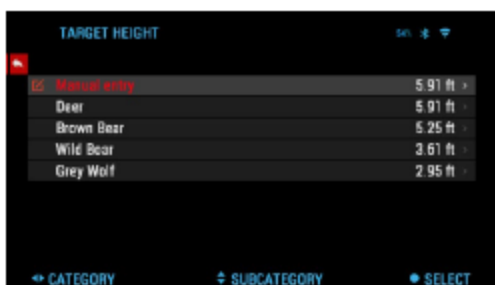 TARGET HEIGHT
Manual entry 5.91 ft
Deer 5.91 ft
Brown Bear 5.25 ft
Wild Boar 3.61 ft
Grey Wolf 2.95 ft
CATEGORY SUBCATEGORY SELECT